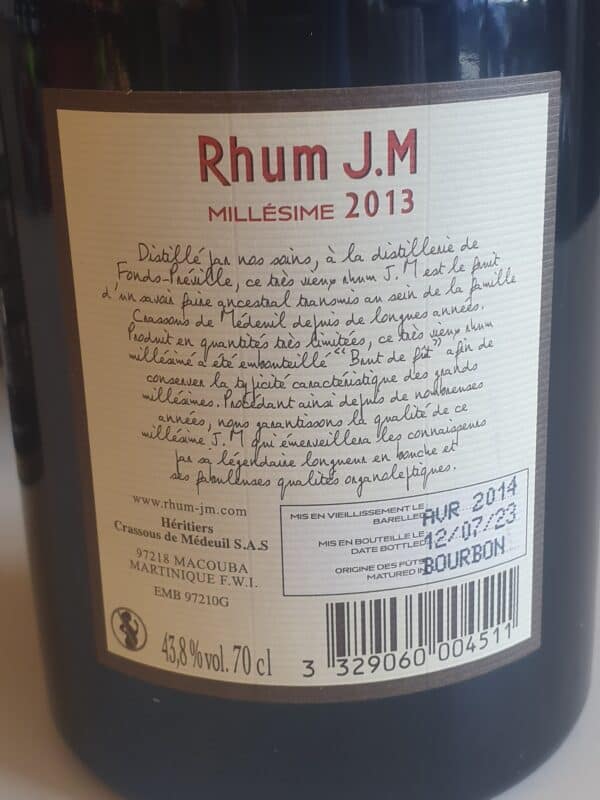 Rhum J.M
MILLÉSIME 2013
Distillé par nos soins, à la distillerie de
Fonds-Préville, ce très vieux rhum J.M est le fruit
d'un savoir faire ancestral transmis au sein de la famille
Crassous de Médeuil depuis de longues années.
Produit en quantités très limitées, ce très vieux rhum
millésimé a été embouteillé "Brut de fût" afin de
conserver la typicité caractéristique des grands
millésimes. Procédant ainsi depuis de nombreuses
années, nous garantissons la qualité de ce
millésime J.M qui émerveillera les connaisseurs
par sa légendaire longueur en bouche et
ses fabuleuses qualités organoleptiques.
www.rhum-jm.com
Héritiers
Crassous de Médeuil S.A.S
97218 MACOUBA
MARTINIQUE F.W.I.
EMB 97210G
43,8 % vol. 70 cl
MIS EN VIEILLISSEMENT LE
BARELLED AVR 2014
MIS EN BOUTEILLE LE
DATE BOTTLED 12/07/23
ORIGINE DES FÛTS
MATURED IN BOURBON
3 329060 004511